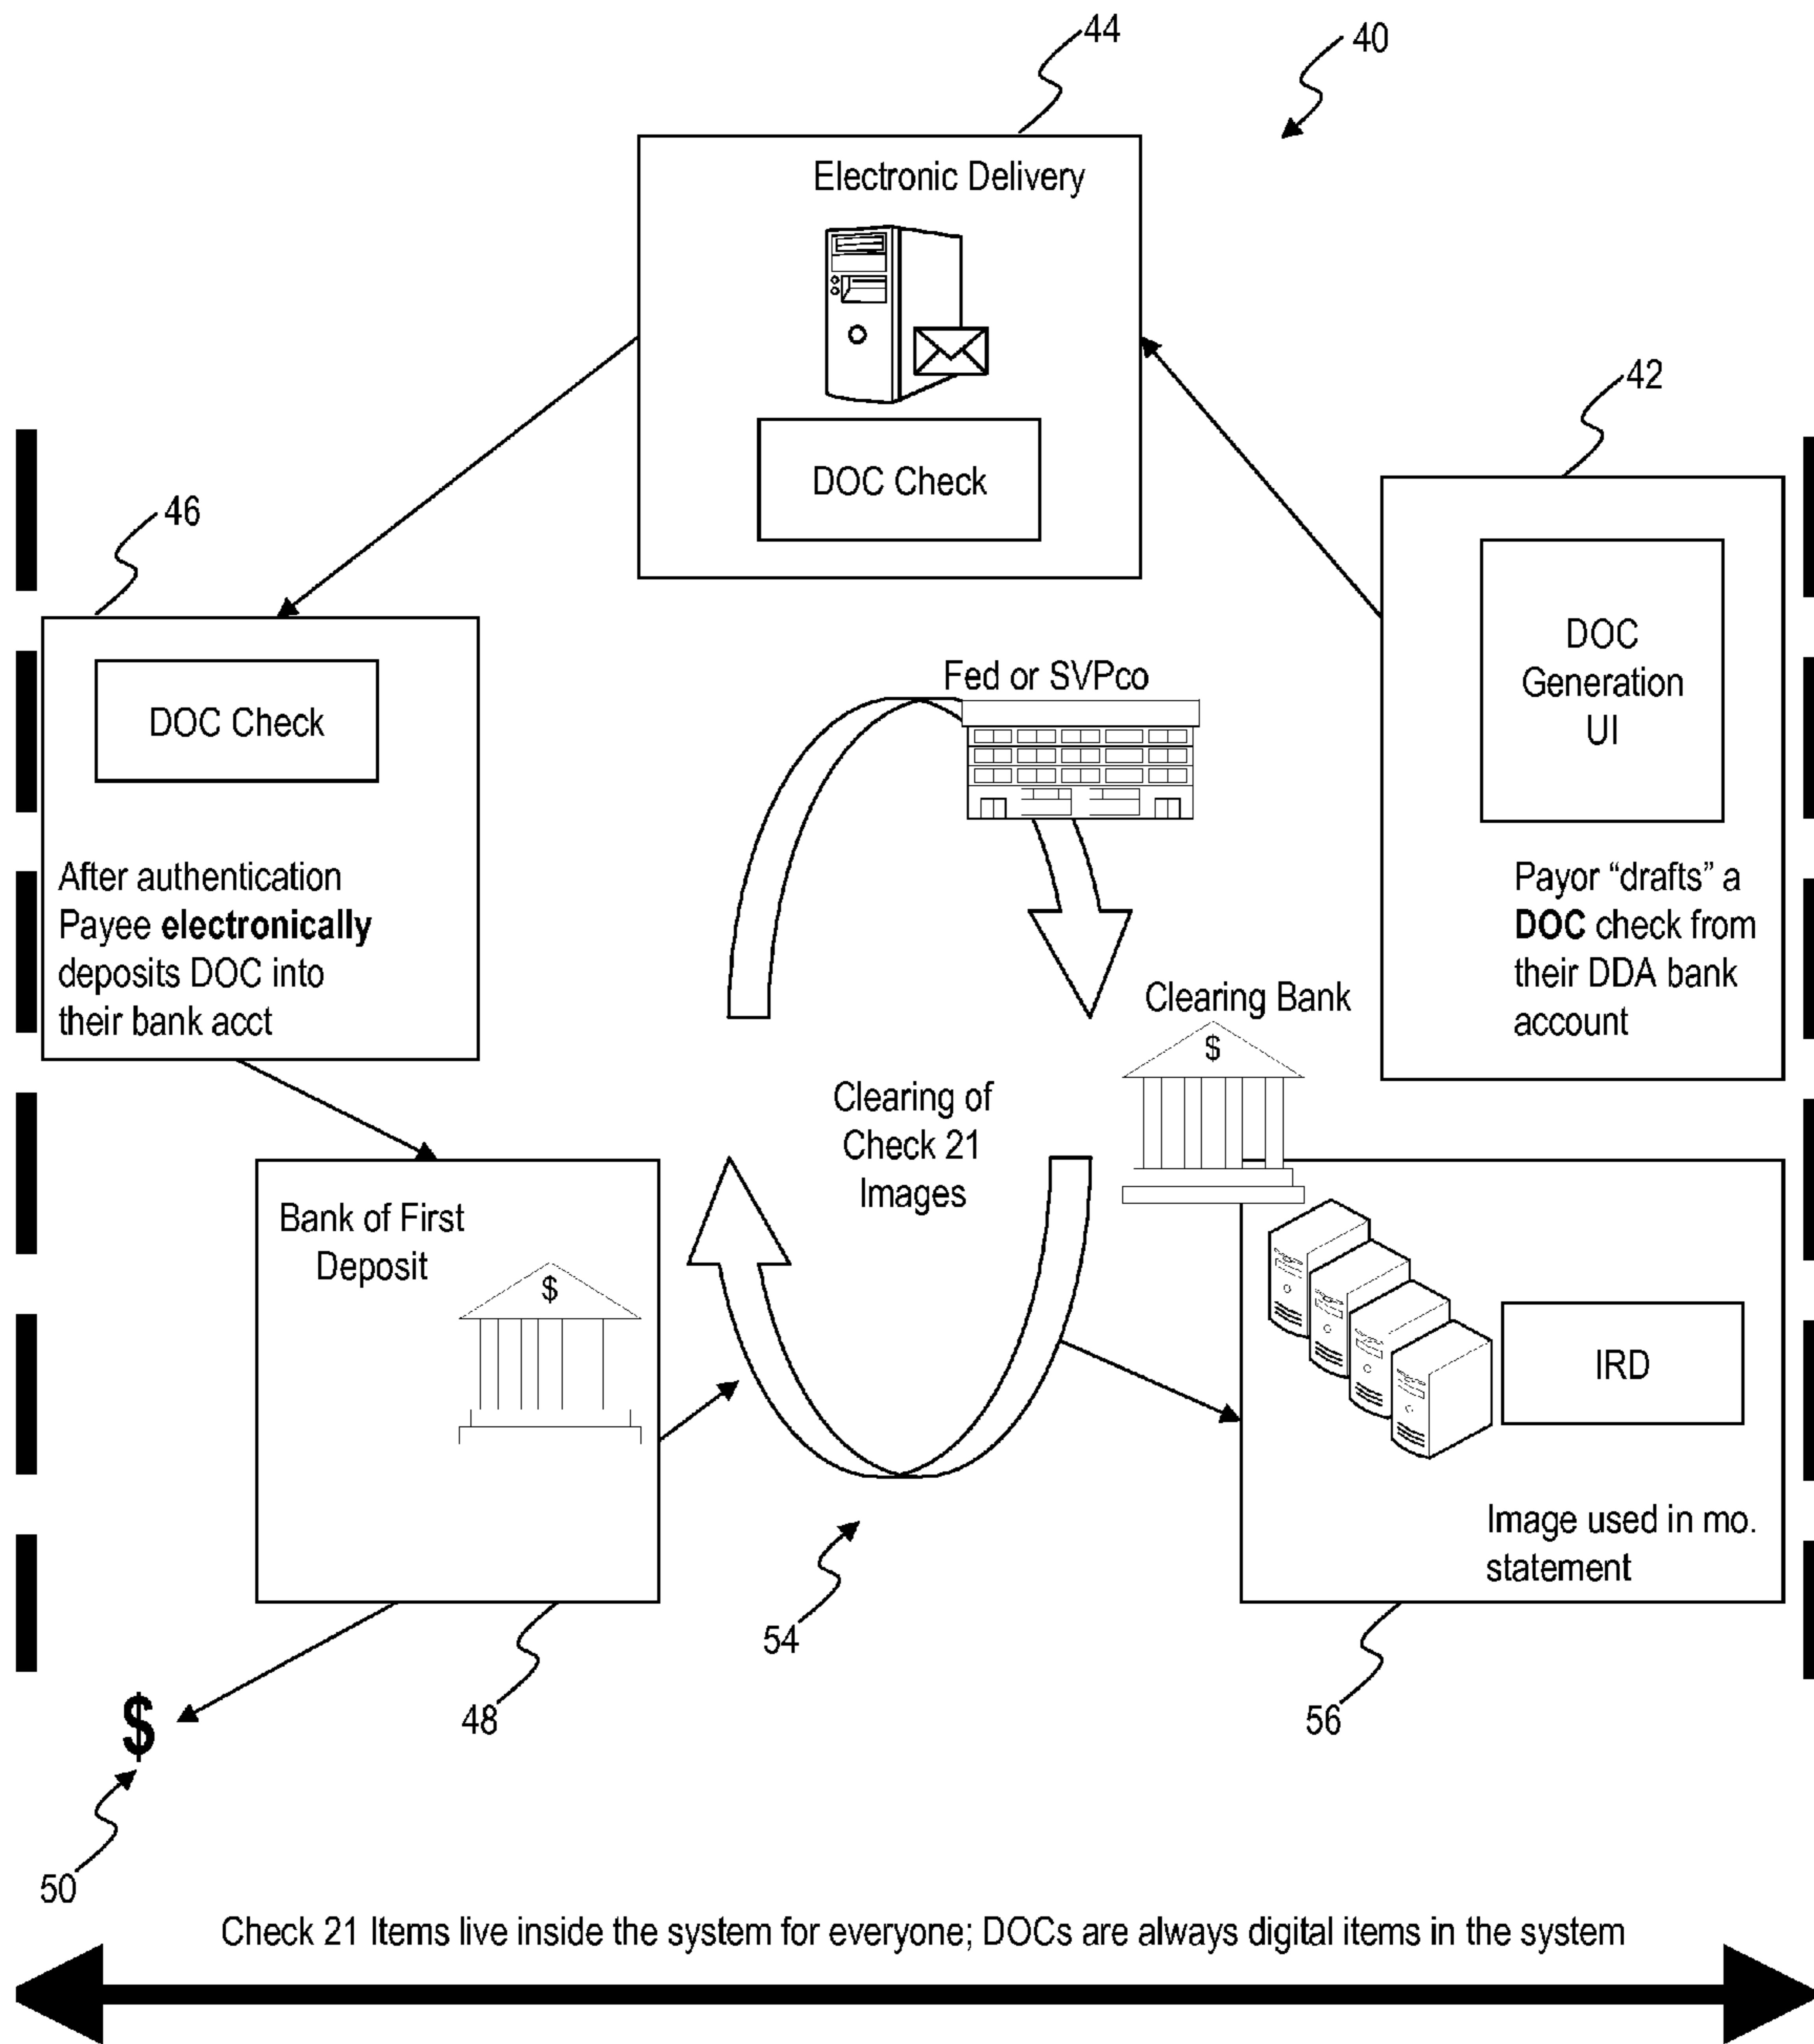 44
40
Electronic Delivery
DOC Check
42
46
DOC
Generation
UI
DOC Check
Fed or SVPco
After authentication
Payee electronically
deposits DOC into
their bank acct
Payor “drafts” a
DOC check from
their DDA bank
account
Clearing Bank
$
Clearing of
Check 21
Images
Bank of First
Deposit
$
IRD
Image used in mo.
statement
54
48
56
$
50
Check 21 Items live inside the system for everyone; DOCs are always digital items in the system